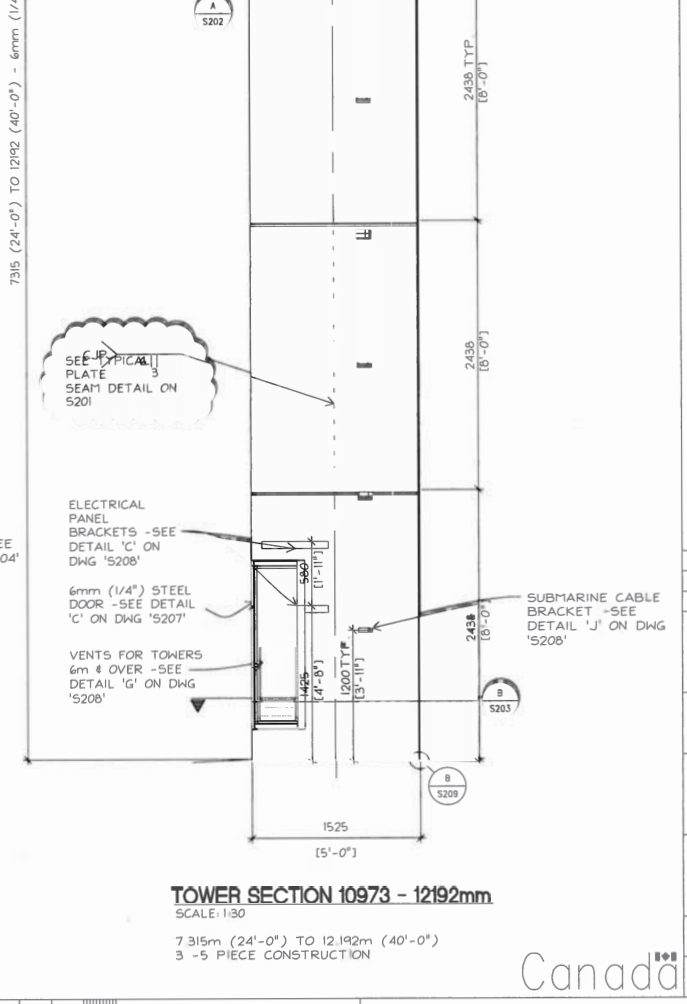 A
S202
7315 (24'-0") TO 12192 (40'-0") - 6mm (1/4
2438 TYP.
[8'-0"]
2438
[8'-0"]
CJP
3
SEE TYPICAL
PLATE
SEAM DETAIL ON
S201
ELECTRICAL
PANEL
BRACKETS -SEE
DETAIL 'C' ON
DWG 'S208'
EE
04'
580
[1'-11"]
6mm (1/4") STEEL
DOOR -SEE DETAIL
'C' ON DWG 'S207'
SUBMARINE CABLE
BRACKET -SEE
DETAIL 'J' ON DWG
'S208'
2438
[8'-0"]
VENTS FOR TOWERS
6m & OVER -SEE
DETAIL 'G' ON DWG
'S208'
1425
[4'-8"]
1200 TYP.
[3'-11"]
B
S203
B
S209
1525
[5'-0"]
TOWER SECTION 10973 - 12192mm
SCALE: 1:30
7.315m (24'-0") TO 12.192m (40'-0")
3 -5 PIECE CONSTRUCTION
Canada